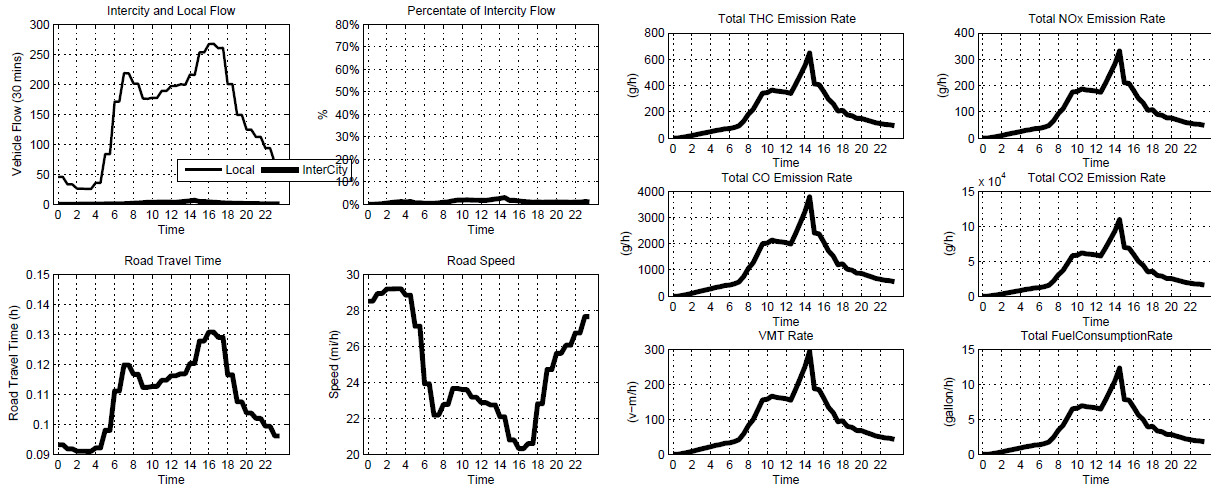 Intercity and Local Flow
300
250
200
150
100
50
0
Vehicle Flow (30 mins)
Local InterCity
0 2 4 6 8 10 12 14 16 18 20 22
Time
Percentate of Intercity Flow
80%
70%
60%
50%
40%
30%
20%
10%
0%
%
0 2 4 6 8 10 12 14 16 18 20 22
Time
Total THC Emission Rate
800
600
400
200
0
(g/h)
0 2 4 6 8 10 12 14 16 18 20 22
Time
Total NOx Emission Rate
400
300
200
100
0
(g/h)
0 2 4 6 8 10 12 14 16 18 20 22
Time
Total CO Emission Rate
4000
3000
2000
1000
0
(g/h)
0 2 4 6 8 10 12 14 16 18 20 22
Time
Total CO2 Emission Rate
x 10^4
15
10
5
0
(g/h)
0 2 4 6 8 10 12 14 16 18 20 22
Time
Road Travel Time
0.15
0.14
0.13
0.12
0.11
0.1
0.09
Road Travel Time (h)
0 2 4 6 8 10 12 14 16 18 20 22
Time
Road Speed
30
28
26
24
22
20
Speed (mi/h)
0 2 4 6 8 10 12 14 16 18 20 22
Time
VMT Rate
300
200
100
0
(v−m/h)
0 2 4 6 8 10 12 14 16 18 20 22
Time
Total FuelConsumptionRate
15
10
5
0
(gallon/h)
0 2 4 6 8 10 12 14 16 18 20 22
Time